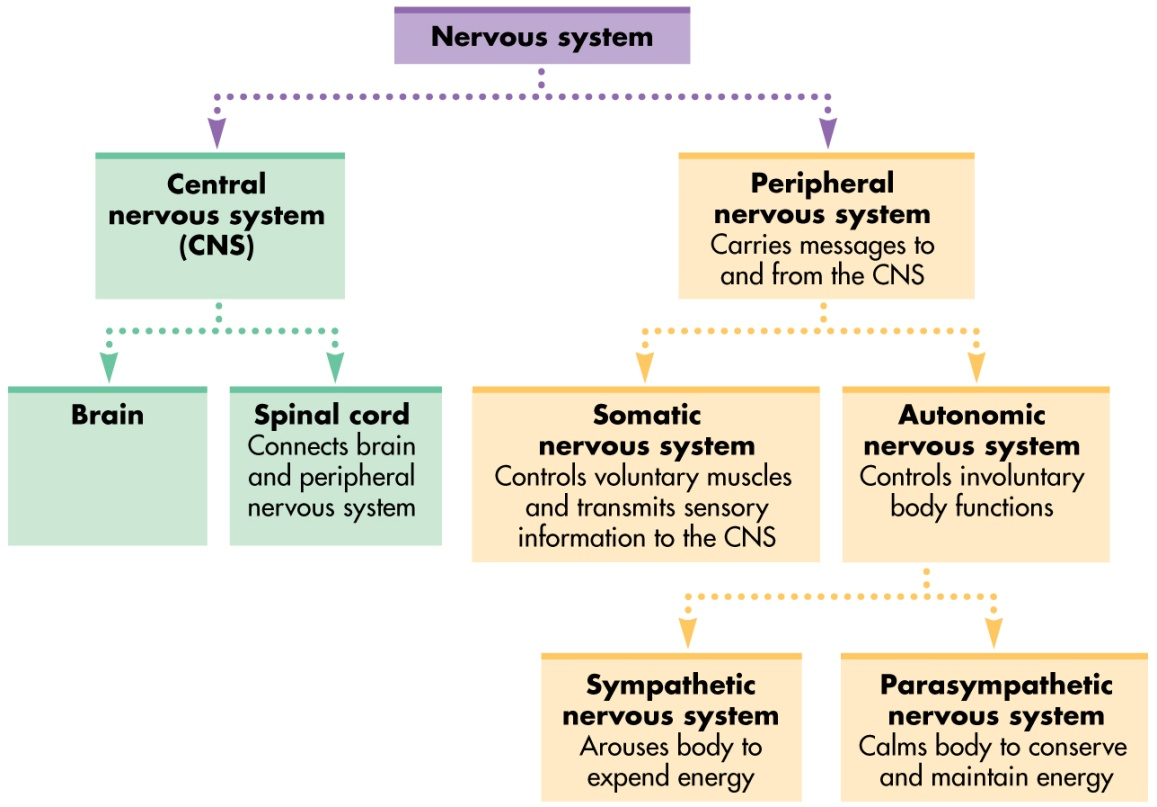 Nervous system
Central
nervous system
(CNS)
Peripheral
nervous system
Carries messages to
and from the CNS
Brain
Spinal cord
Connects brain
and peripheral
nervous system
Somatic
nervous system
Controls voluntary muscles
and transmits sensory
information to the CNS
Autonomic
nervous system
Controls involuntary
body functions
Sympathetic
nervous system
Arouses body to
expend energy
Parasympathetic
nervous system
Calms body to conserve
and maintain energy